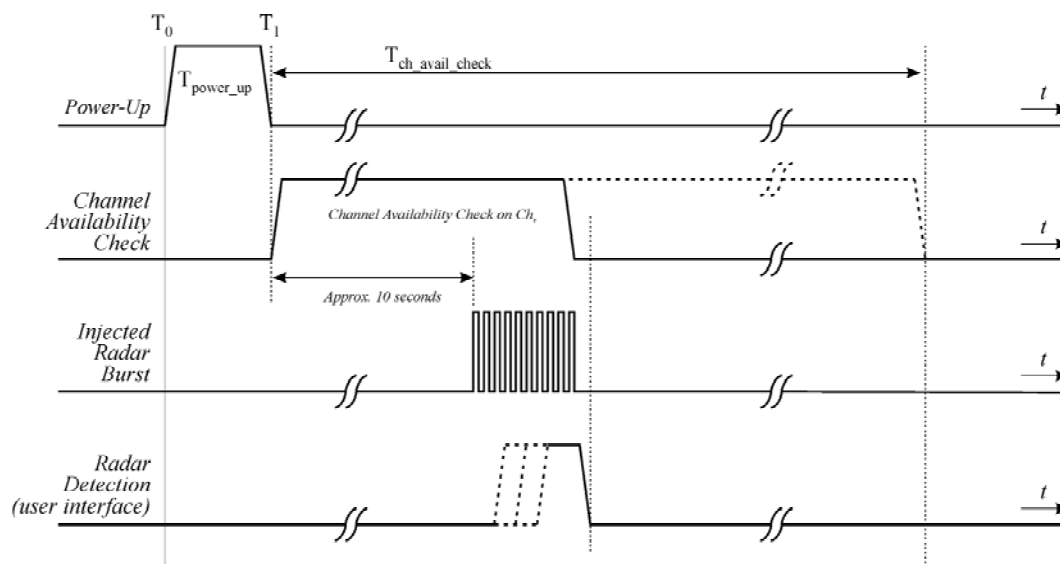 T0 T1
Tch_avail_check
Tpower_up
Power-Up
t
Channel
Availability
Check
Channel Availability Check on Chr
t
Approx. 10 seconds
Injected
Radar
Burst
t
Radar
Detection
(user interface)
t